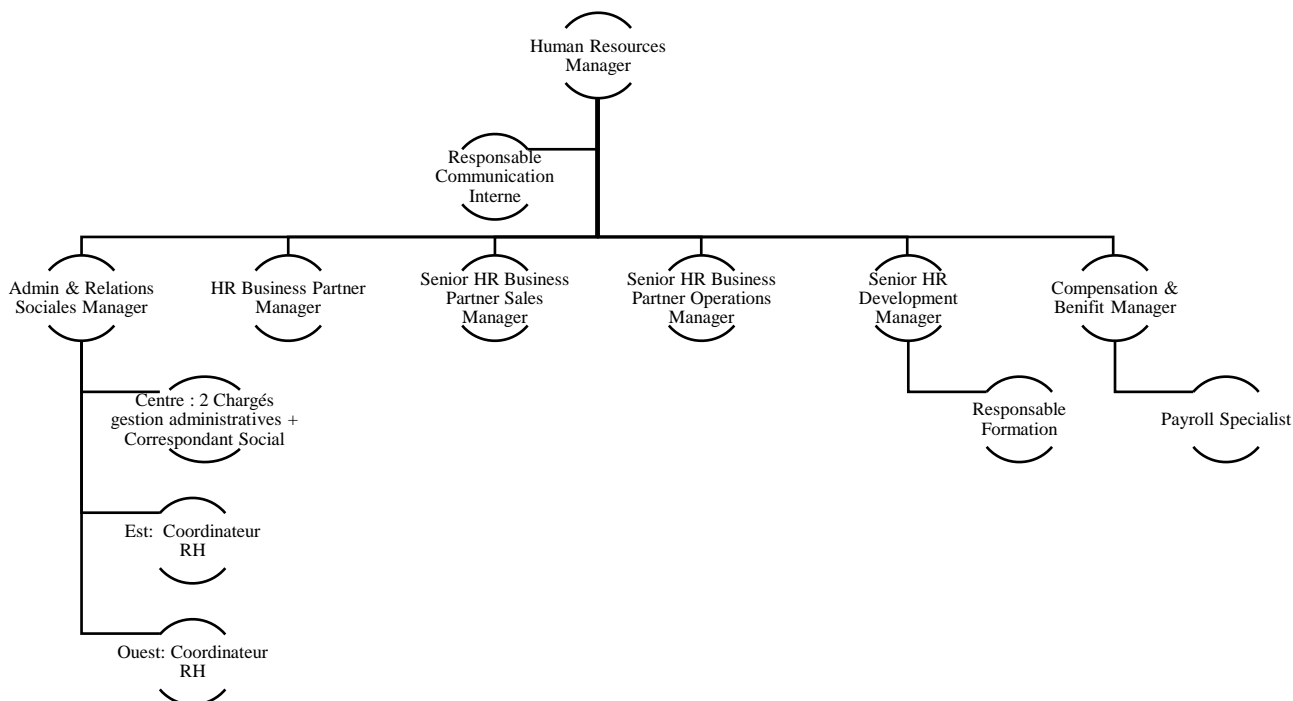 Human Resources
Manager
Responsable
Communication
Interne
Admin & Relations
Sociales Manager
HR Business Partner
Manager
Senior HR Business
Partner Sales
Manager
Senior HR Business
Partner Operations
Manager
Senior HR
Development
Manager
Compensation &
Benifit Manager
Centre : 2 Chargés
gestion administratives +
Correspondant Social
Responsable
Formation
Payroll Specialist
Est: Coordinateur
RH
Ouest: Coordinateur
RH